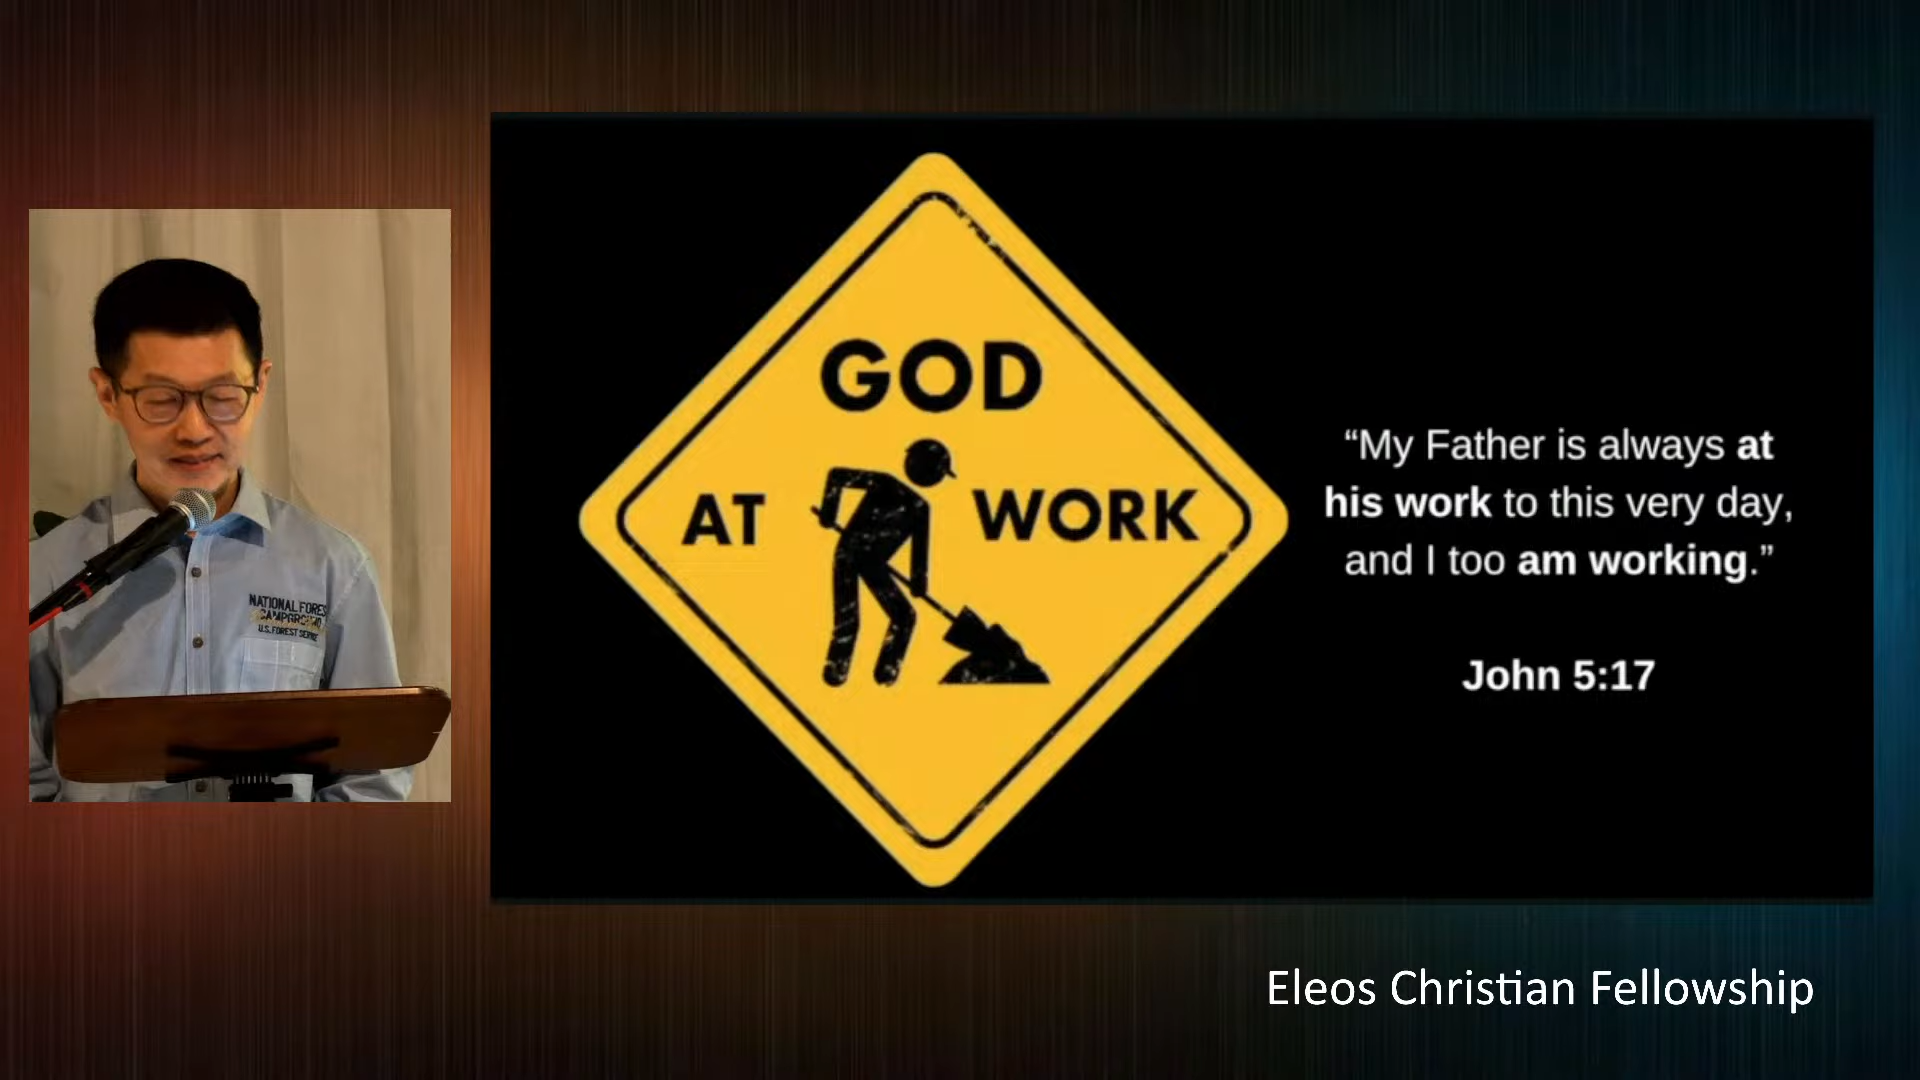 GOD
AT WORK
“My Father is always at
his work to this very day,
and I too am working.”
John 5:17
NATIONAL FORES
CAMPGROUND
U.S. FOREST SERVICE
Eleos Christian Fellowship